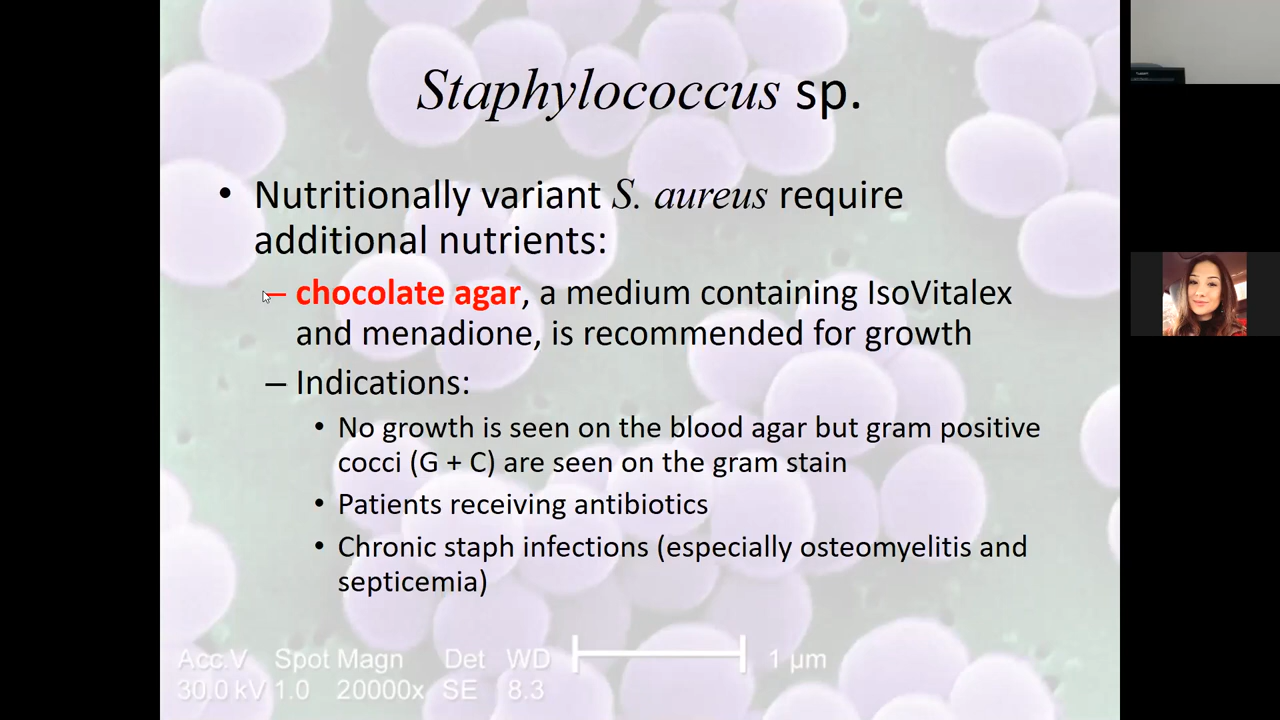 Staphylococcus sp.
• Nutritionally variant S. aureus require
additional nutrients:
– chocolate agar, a medium containing IsoVitalex
and menadione, is recommended for growth
– Indications:
• No growth is seen on the blood agar but gram positive
cocci (G + C) are seen on the gram stain
• Patients receiving antibiotics
• Chronic staph infections (especially osteomyelitis and
septicemia)
Acc.V Spot Magn Det WD 1 µm
30.0 kV 1.0 20000x SE 8.3